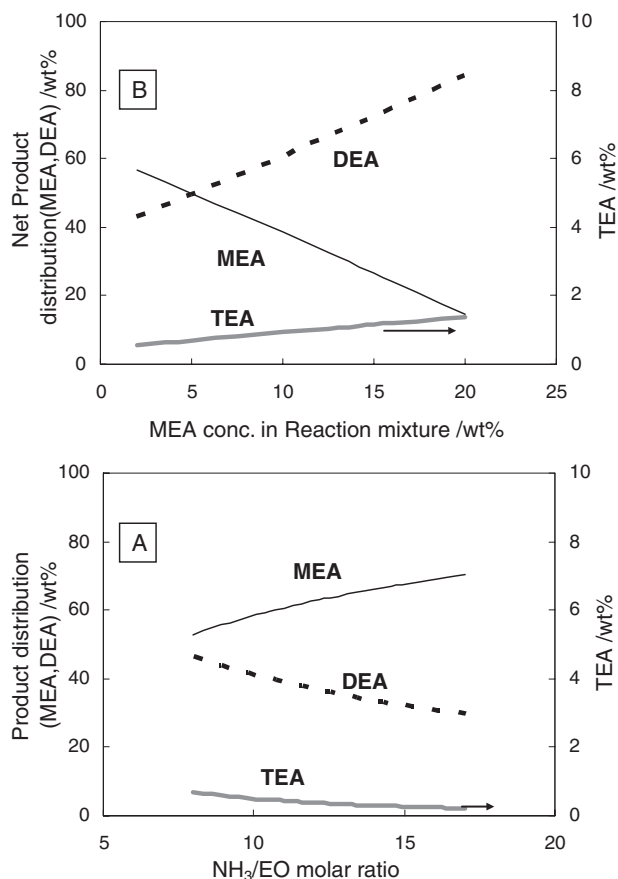 100
80
60
40
20
0
Net Product
distribution(MEA,DEA) /wt%
B
DEA
MEA
TEA
10
8
6
4
2
0
TEA /wt%
0 5 10 15 20 25
MEA conc. in Reaction mixture /wt%
100
80
60
40
20
0
Product distribution
(MEA,DEA) /wt%
A
MEA
DEA
TEA
10
8
6
4
2
0
TEA /wt%
5 10 15 20
NH₃/EO molar ratio